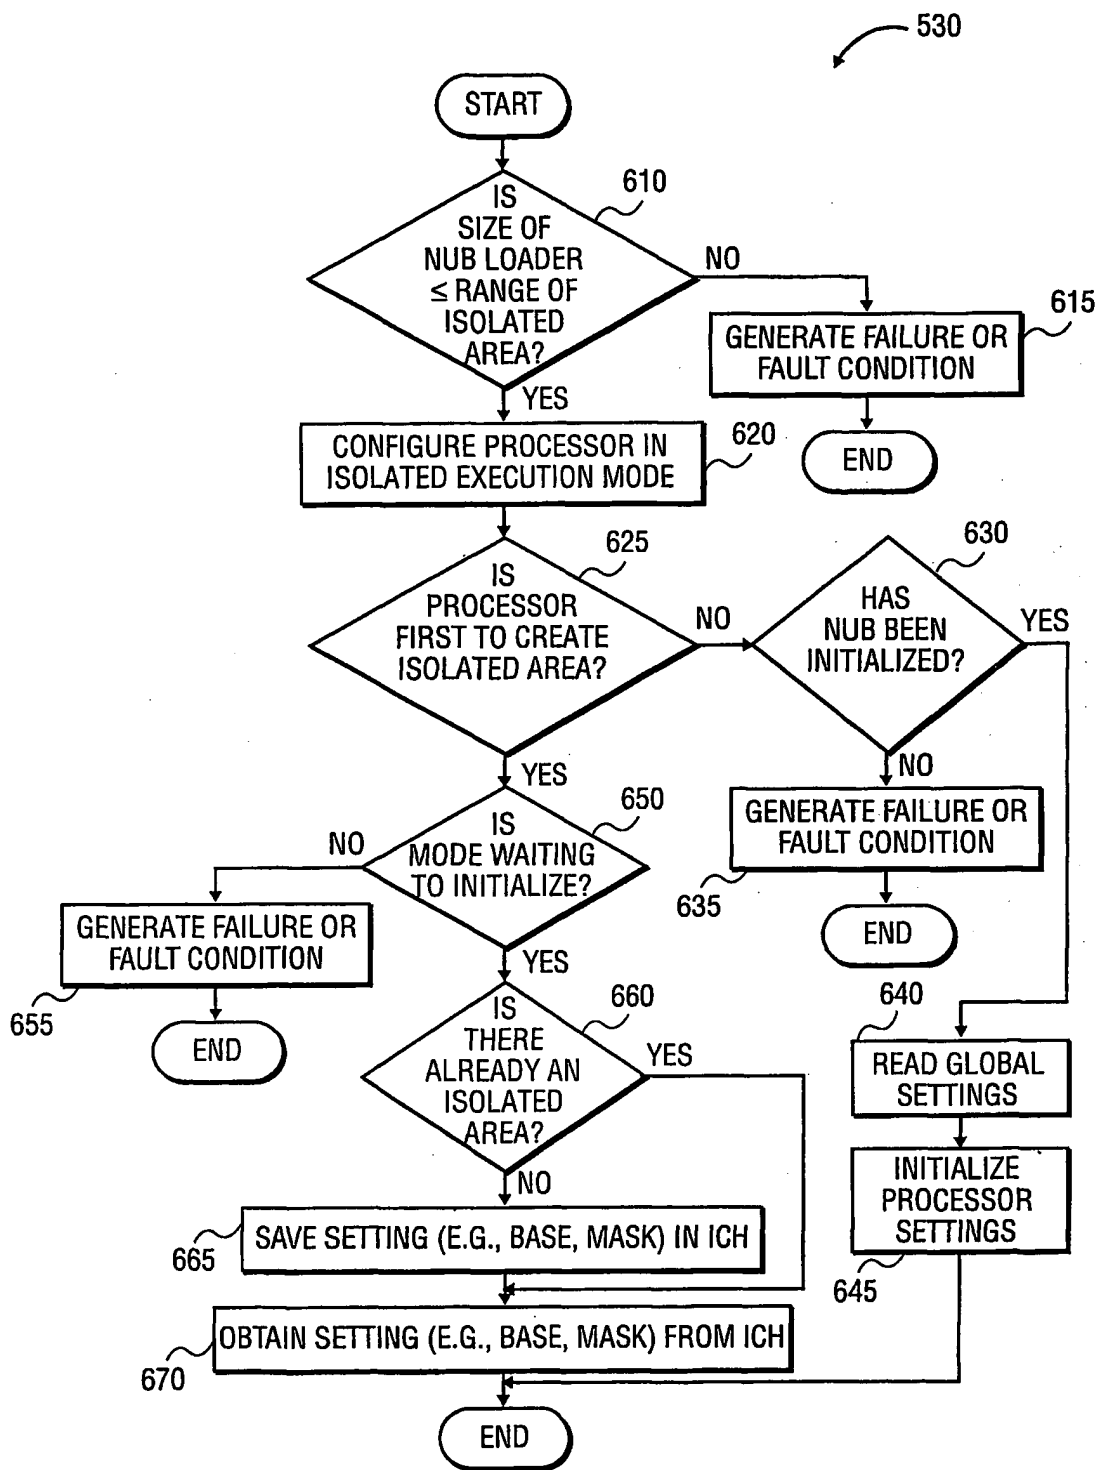 530
START
610
IS
SIZE OF
NUB LOADER
≤ RANGE OF
ISOLATED
AREA?
NO
615
GENERATE FAILURE OR
FAULT CONDITION
END
YES
CONFIGURE PROCESSOR IN
ISOLATED EXECUTION MODE
620
625
IS
PROCESSOR
FIRST TO CREATE
ISOLATED AREA?
NO
630
HAS
NUB BEEN
INITIALIZED?
YES
NO
GENERATE FAILURE OR
FAULT CONDITION
635
END
YES
650
IS
MODE WAITING
TO INITIALIZE?
NO
GENERATE FAILURE OR
FAULT CONDITION
655
END
YES
660
IS
THERE
ALREADY AN
ISOLATED
AREA?
YES
640
READ GLOBAL
SETTINGS
INITIALIZE
PROCESSOR
SETTINGS
645
NO
SAVE SETTING (E.G., BASE, MASK) IN ICH
665
OBTAIN SETTING (E.G., BASE, MASK) FROM ICH
670
END